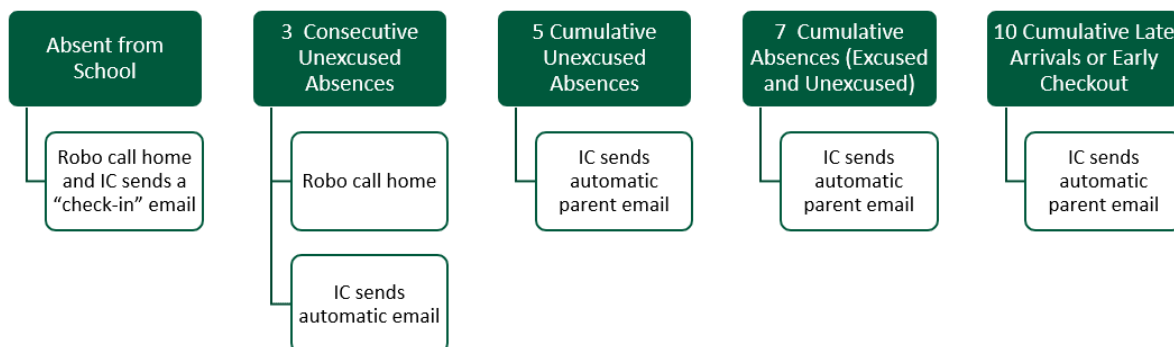 Absent from
School
Robo call home
and IC sends a
“check-in” email
3 Consecutive
Unexcused
Absences
Robo call home
IC sends
automatic email
5 Cumulative
Unexcused
Absences
IC sends
automatic
parent email
7 Cumulative
Absences (Excused
and Unexcused)
IC sends
automatic
parent email
10 Cumulative Late
Arrivals or Early
Checkout
IC sends
automatic
parent email